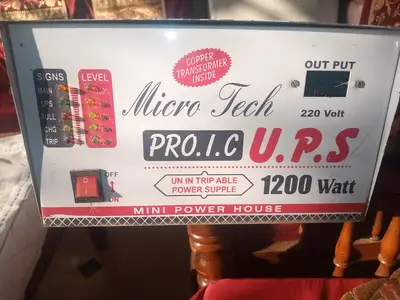 COPPER
TRANSFORMER
INSIDE
OUT PUT
SIGNS LEVEL
MAIN
UPS
FULL
CHG
TRIP
Micro Tech
220 Volt
PRO.I.C U.P.S
OFF
ON
UN IN TRIP ABLE
POWER SUPPLE
1200 Watt
MINI POWER HOUSE